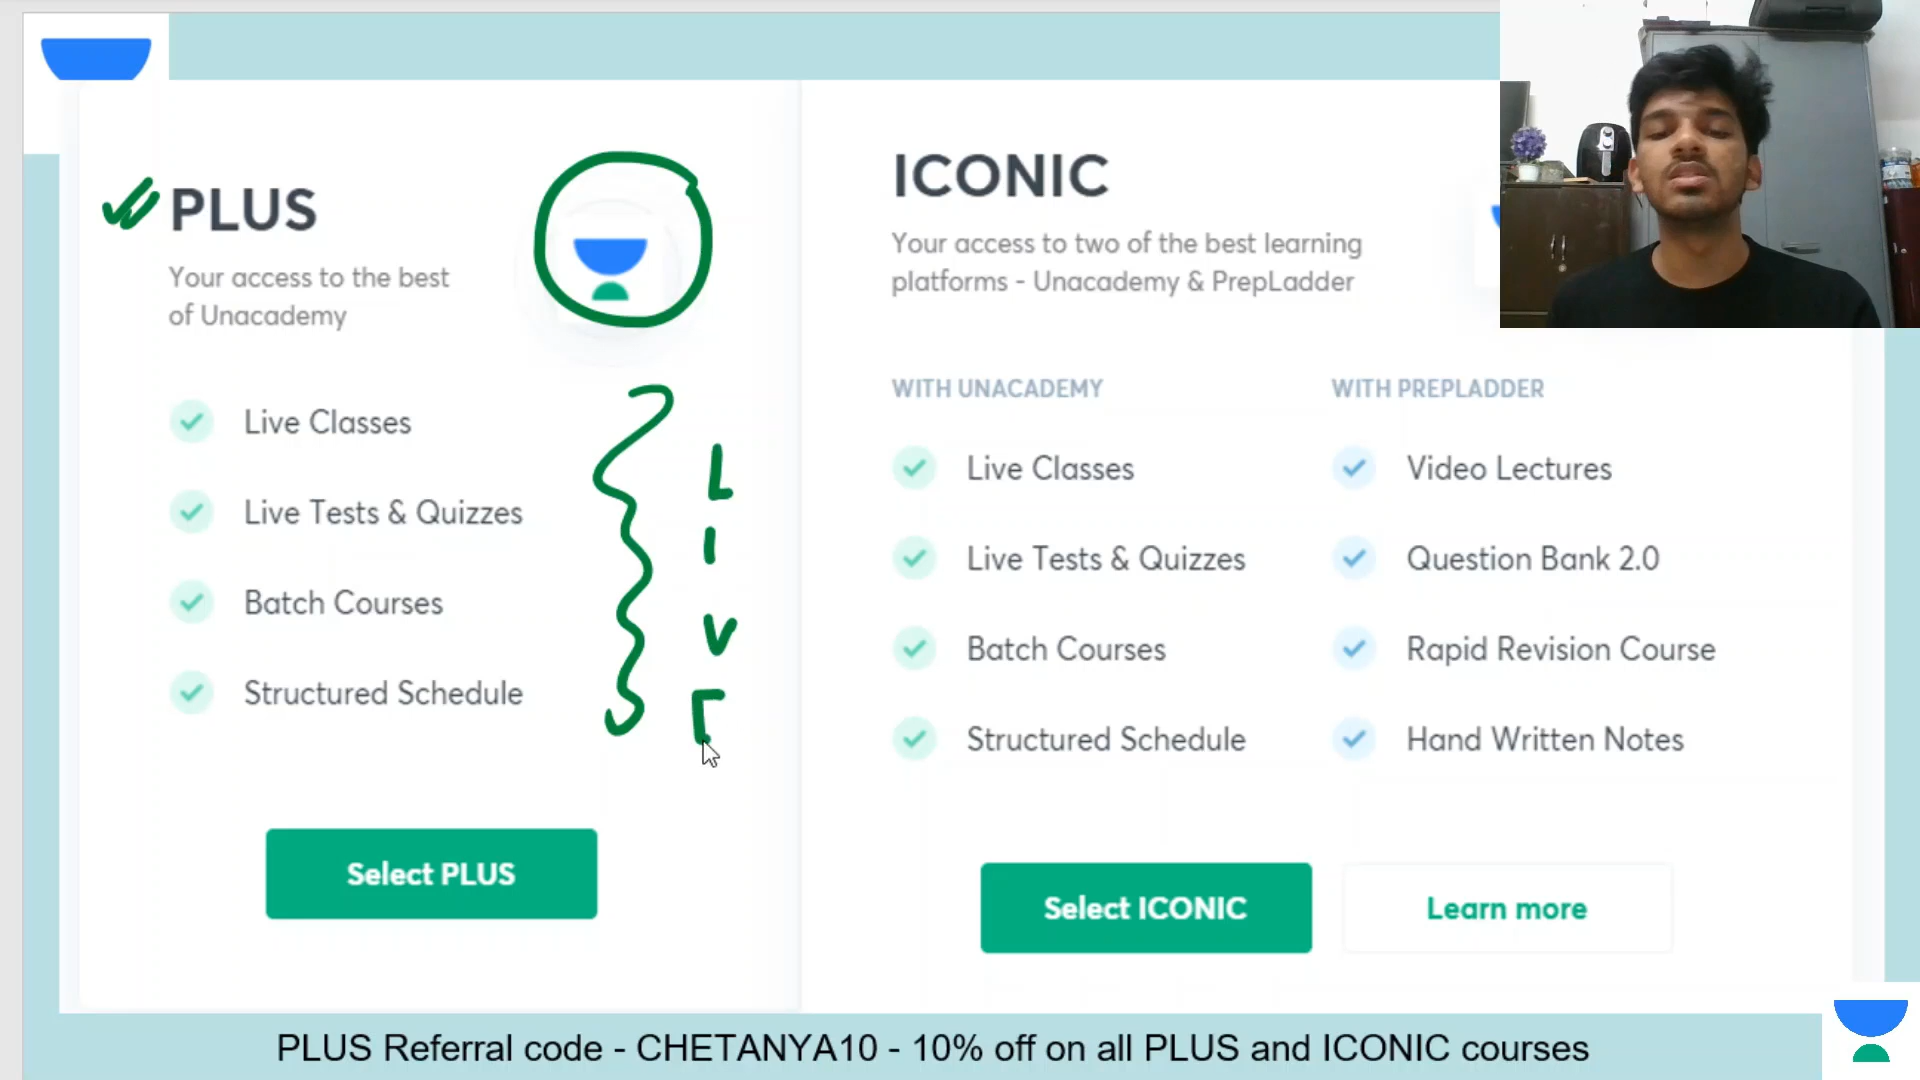 PLUS
Your access to the best
of Unacademy
Live Classes
Live Tests & Quizzes
Batch Courses
Structured Schedule
L
I
V
Select PLUS
ICONIC
Your access to two of the best learning
platforms - Unacademy & PrepLadder
WITH UNACADEMY
Live Classes
Live Tests & Quizzes
Batch Courses
Structured Schedule
WITH PREPLADDER
Video Lectures
Question Bank 2.0
Rapid Revision Course
Hand Written Notes
Select ICONIC
Learn more
PLUS Referral code - CHETANYA10 - 10% off on all PLUS and ICONIC courses